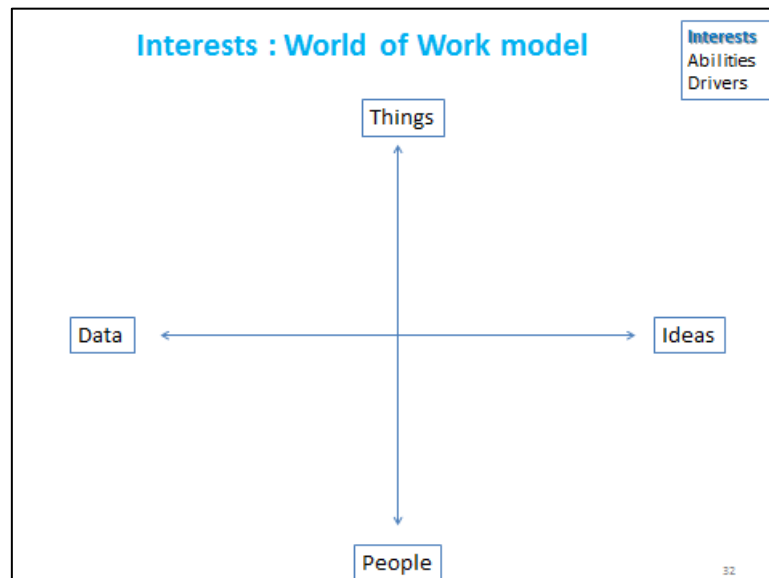 Interests : World of Work model
Interests
Abilities
Drivers
Things
Data
Ideas
People
32